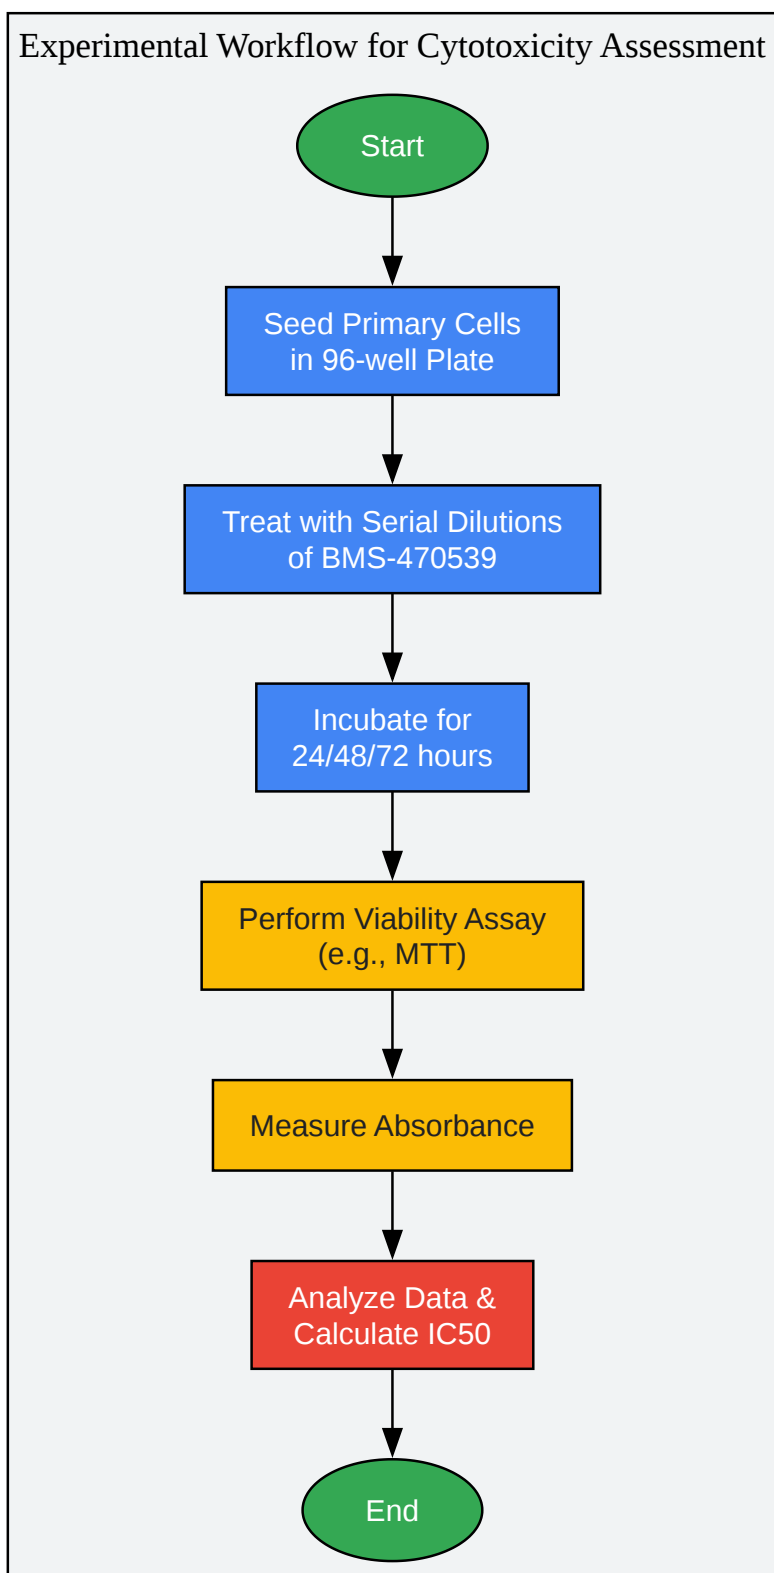 Experimental Workflow for Cytotoxicity Assessment
Start
Seed Primary Cells
in 96-well Plate
Treat with Serial Dilutions
of BMS-470539
Incubate for
24/48/72 hours
Perform Viability Assay
(e.g., MTT)
Measure Absorbance
Analyze Data &
Calculate IC50
End